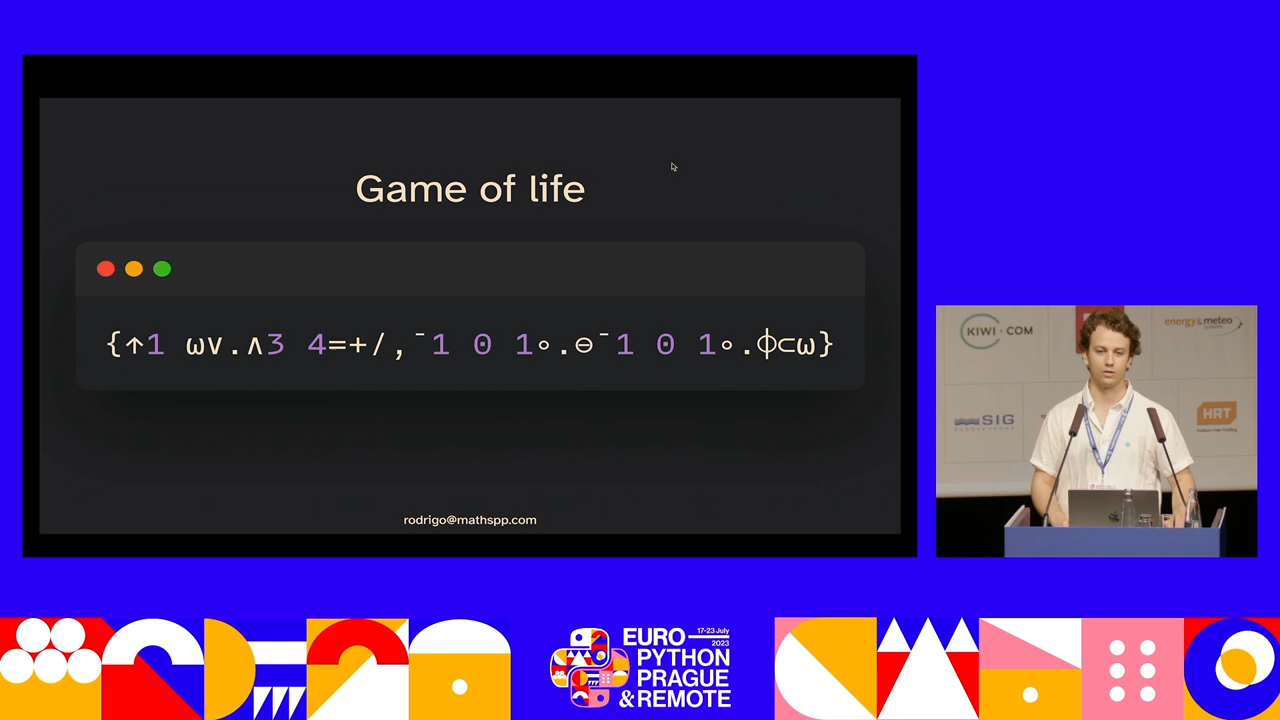 Game of life
{↑1 ⍵∨.∧3 4=+/,¯1 0 1∘.⊖¯1 0 1∘.⌽⊂⍵}
rodrigo@mathspp.com
KIWI.COM
energy&meteo
systems
SIG
HRT
17-23 July
2023
EURO
PYTHON
PRAGUE
&REMOTE